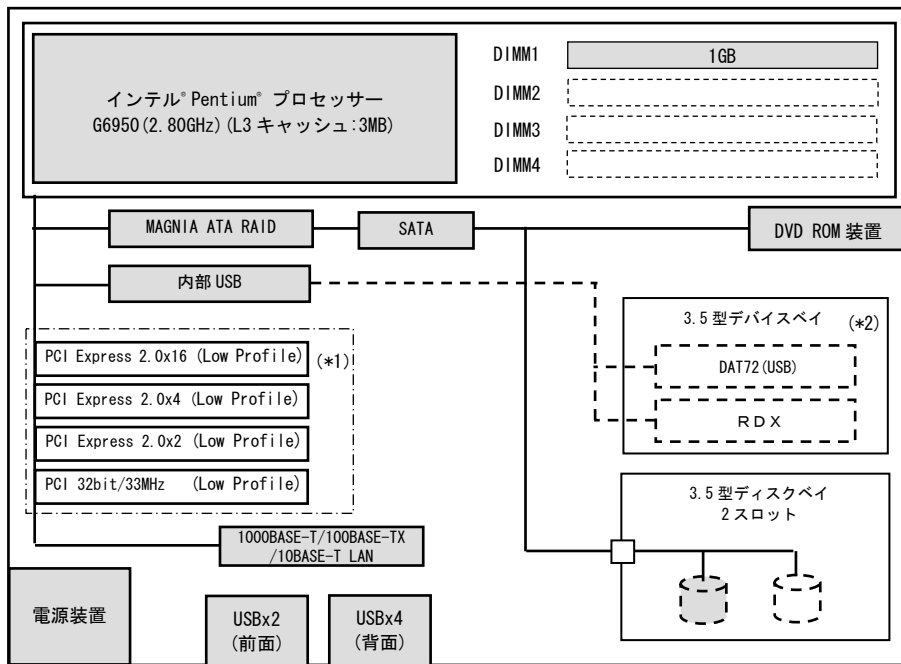 インテル® Pentium® プロセッサー
G6950(2.80GHz)(L3 キャッシュ:3MB)
DIMM1
1GB
DIMM2
DIMM3
DIMM4
MAGNIA ATA RAID
SATA
DVD ROM 装置
内部 USB
3.5 型デバイスベイ
(*2)
DAT72(USB)
RDX
PCI Express 2.0x16 (Low Profile)
(*1)
PCI Express 2.0x4 (Low Profile)
PCI Express 2.0x2 (Low Profile)
PCI 32bit/33MHz (Low Profile)
3.5 型ディスクベイ
2 スロット
1000BASE-T/100BASE-TX
/10BASE-T LAN
電源装置
USBx2
(前面)
USBx4
(背面)